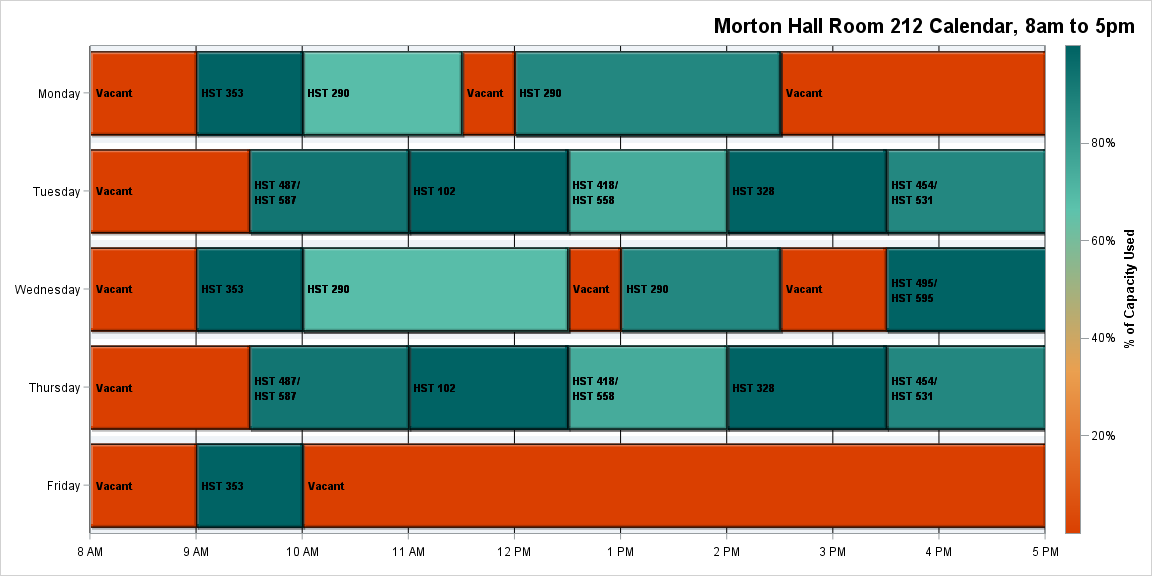 Morton Hall Room 212 Calendar, 8am to 5pm
Monday
Vacant
HST 353
HST 290
Vacant
HST 290
Vacant
Tuesday
Vacant
HST 487/
HST 587
HST 102
HST 418/
HST 558
HST 328
HST 454/
HST 531
Wednesday
Vacant
HST 353
HST 290
Vacant
HST 290
Vacant
HST 495/
HST 595
Thursday
Vacant
HST 487/
HST 587
HST 102
HST 418/
HST 558
HST 328
HST 454/
HST 531
Friday
Vacant
HST 353
Vacant
8 AM
9 AM
10 AM
11 AM
12 PM
1 PM
2 PM
3 PM
4 PM
5 PM
80%
60%
40%
20%
% of Capacity Used